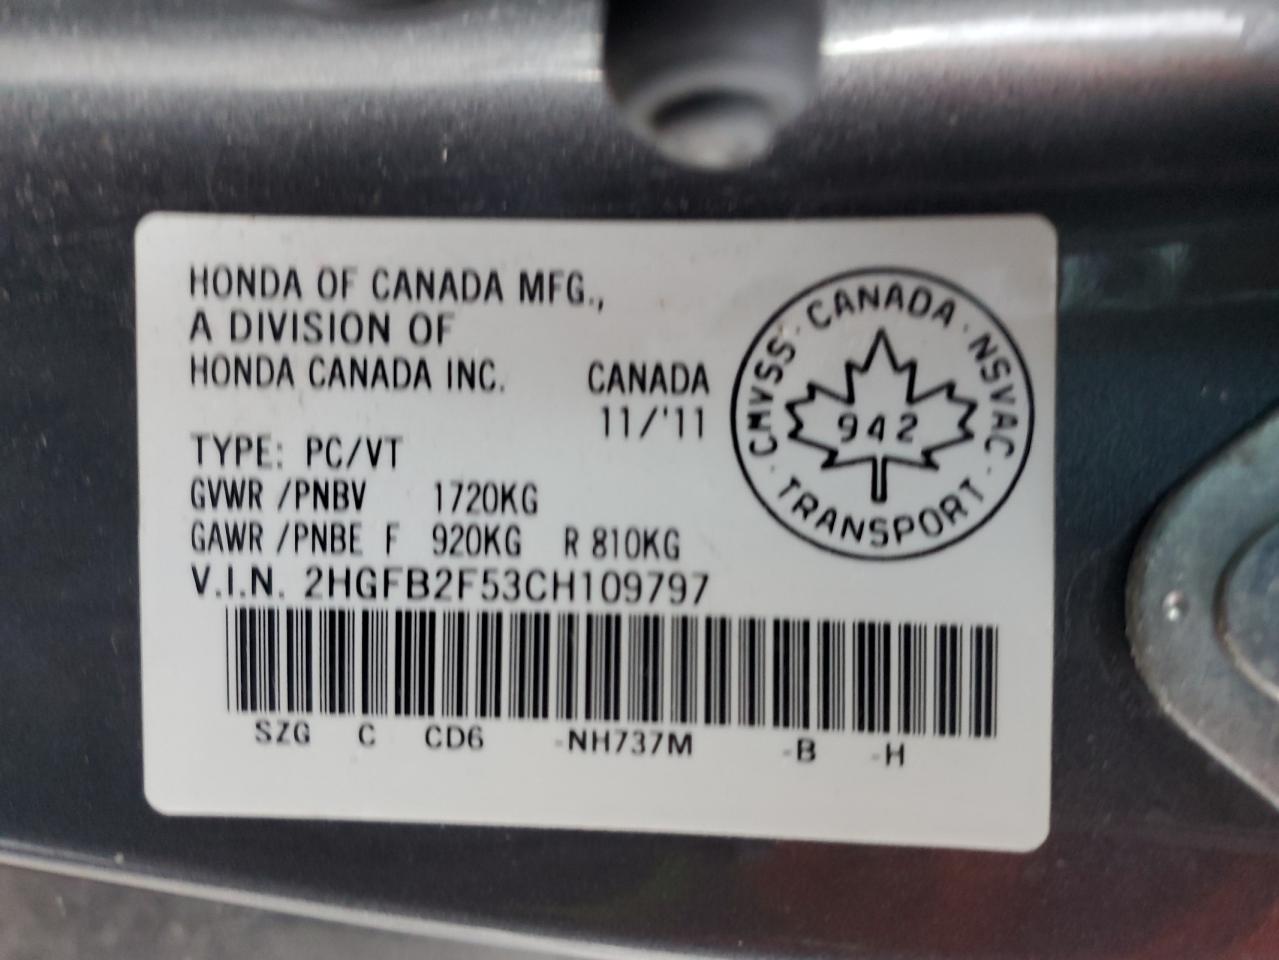 HONDA OF CANADA MFG.,
A DIVISION OF
HONDA CANADA INC. CANADA
11/'11
TYPE: PC/VT
GVWR /PNBV 1720KG
GAWR /PNBE F 920KG R 810KG
V.I.N. 2HGFB2F53CH109797
SZG C CD6 -NH737M -B -H
CMVSS · CANADA · NSVAC · TRANSPORT ·
942